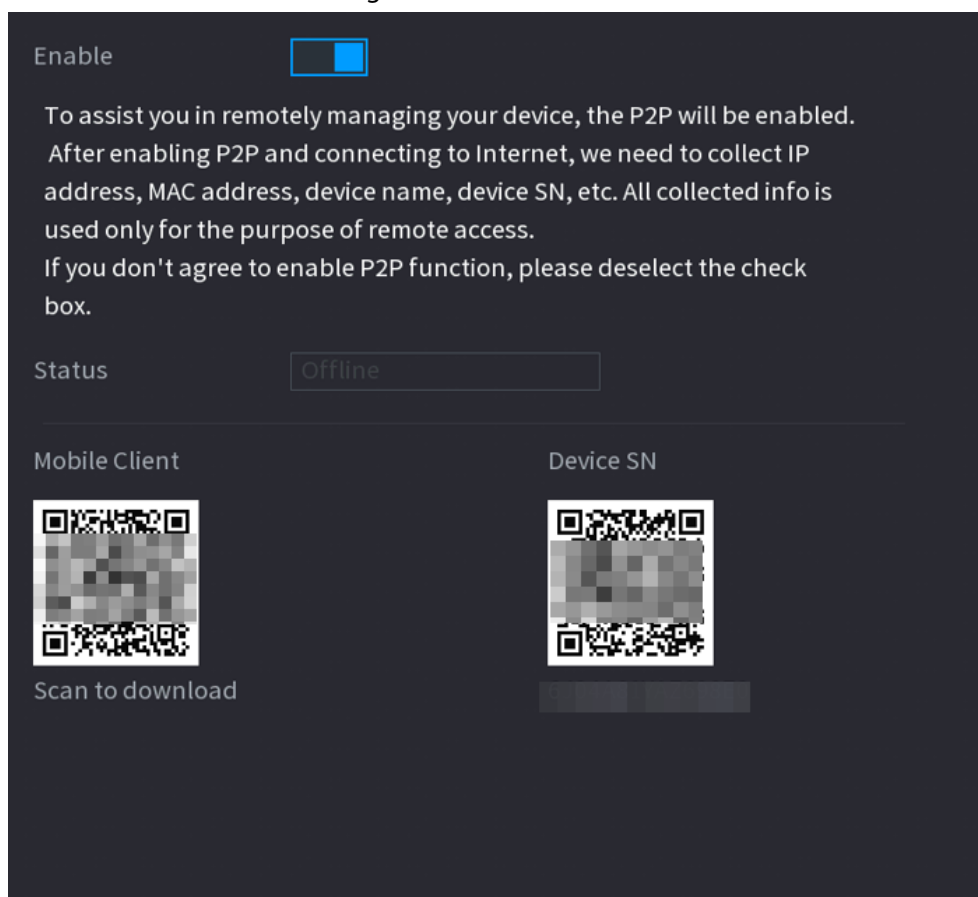 Enable
To assist you in remotely managing your device, the P2P will be enabled.
After enabling P2P and connecting to Internet, we need to collect IP
address, MAC address, device name, device SN, etc. All collected info is
used only for the purpose of remote access.
If you don't agree to enable P2P function, please deselect the check
box.
Status Offline
Mobile Client Device SN
Scan to download